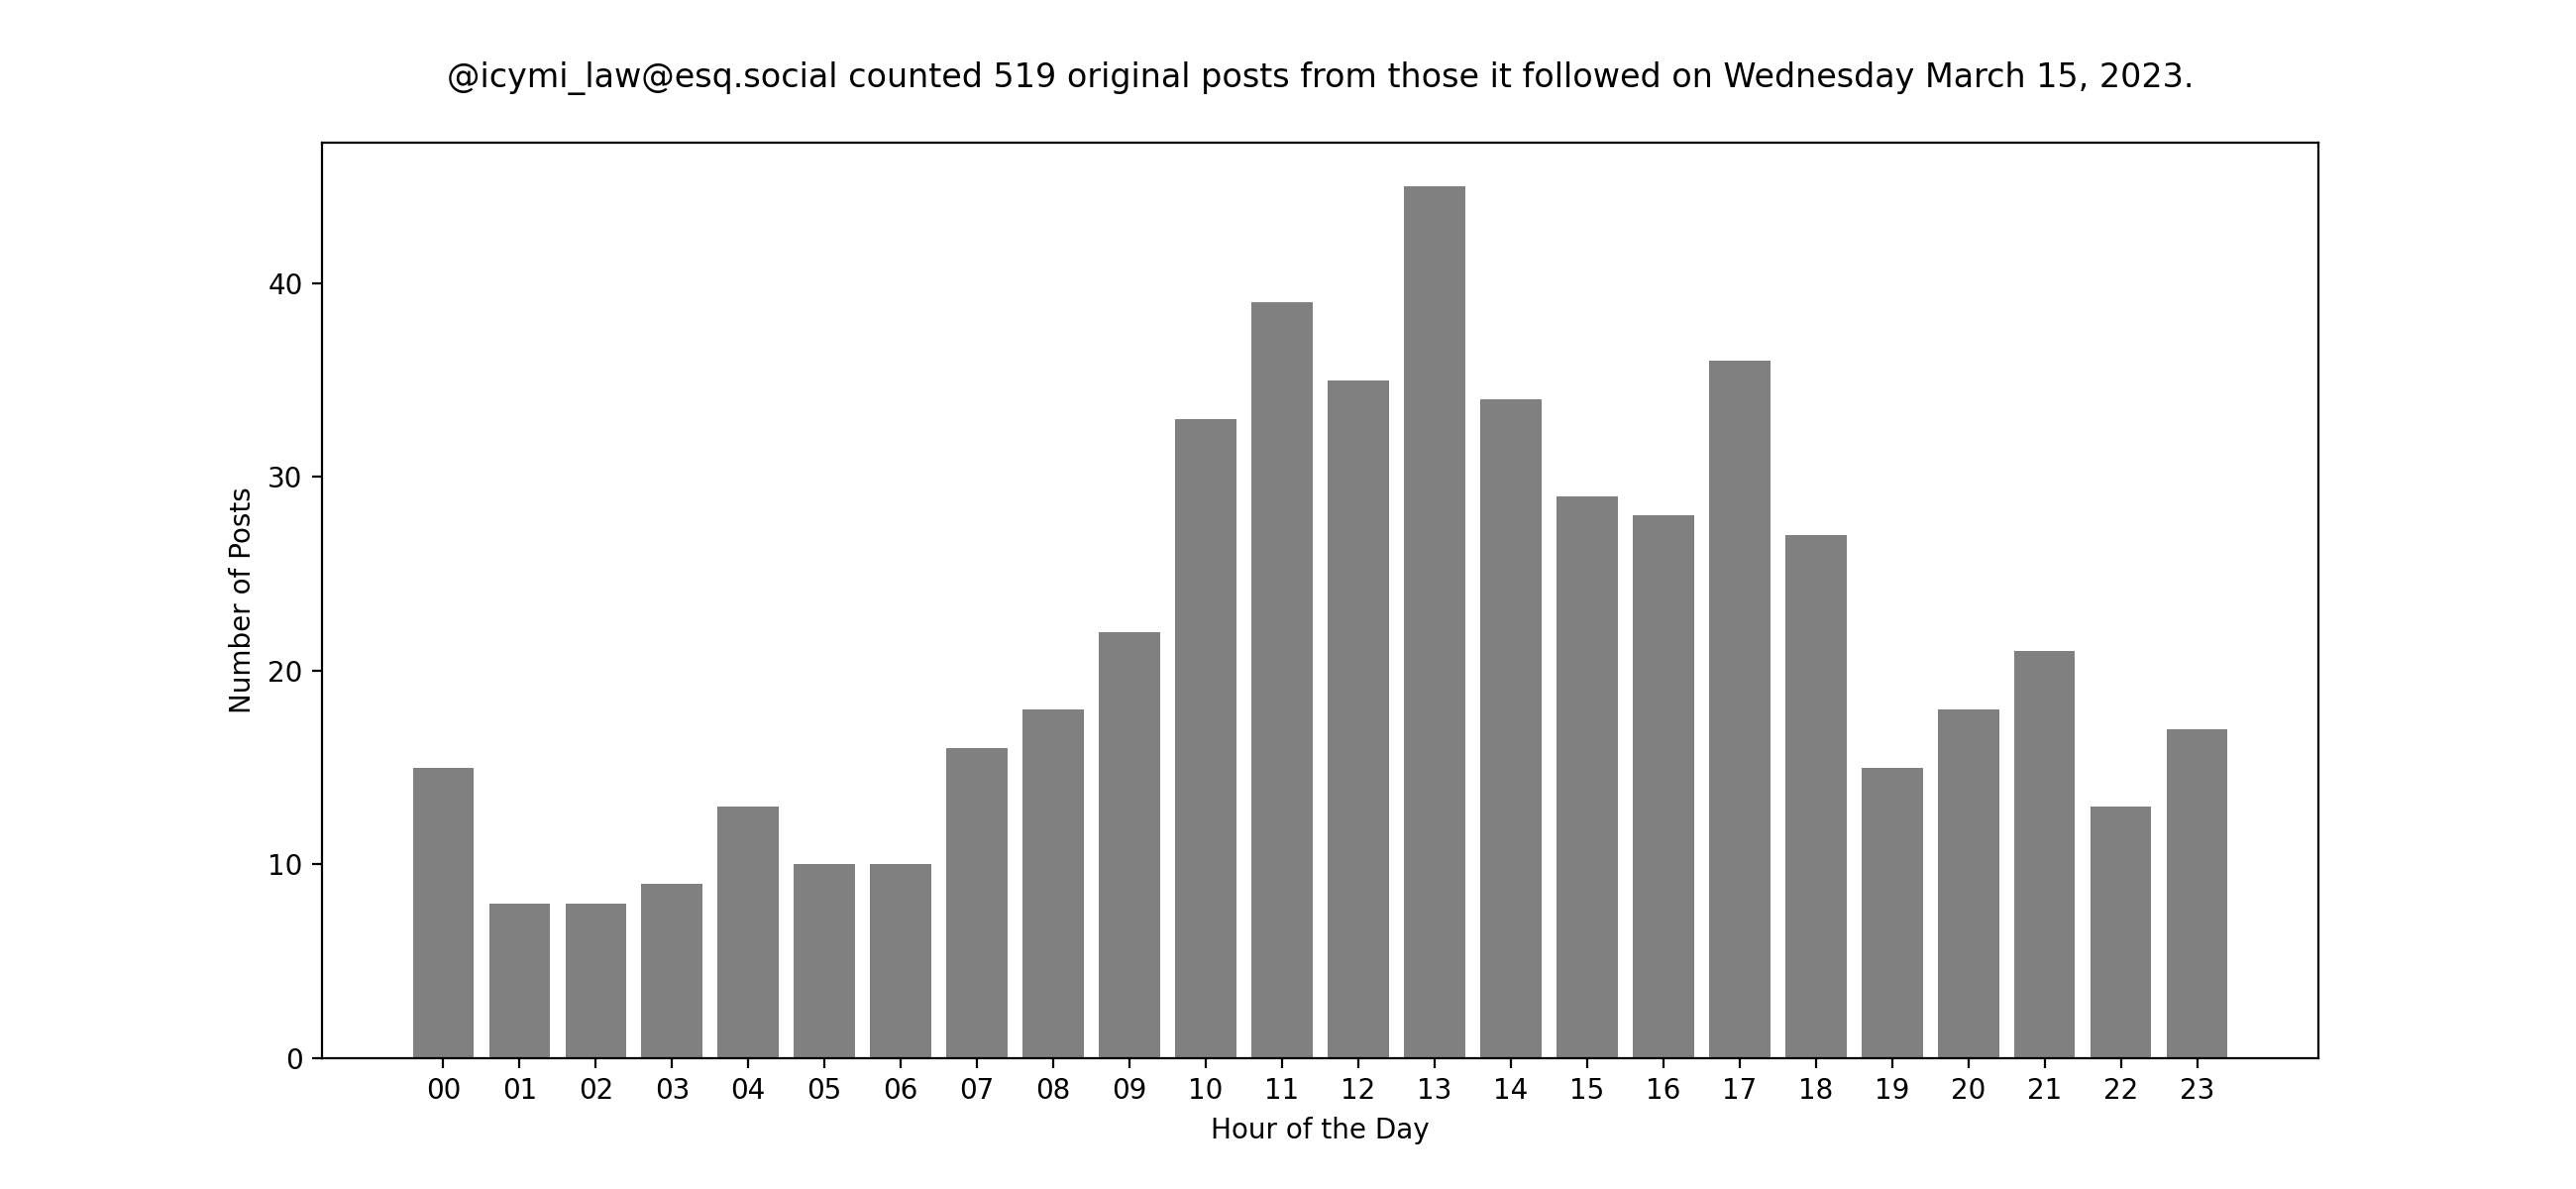 @icymi_law@esq.social counted 519 original posts from those it followed on Wednesday March 15, 2023.
40
30
20
10
0
Number of Posts
00 01 02 03 04 05 06 07 08 09 10 11 12 13 14 15 16 17 18 19 20 21 22 23
Hour of the Day